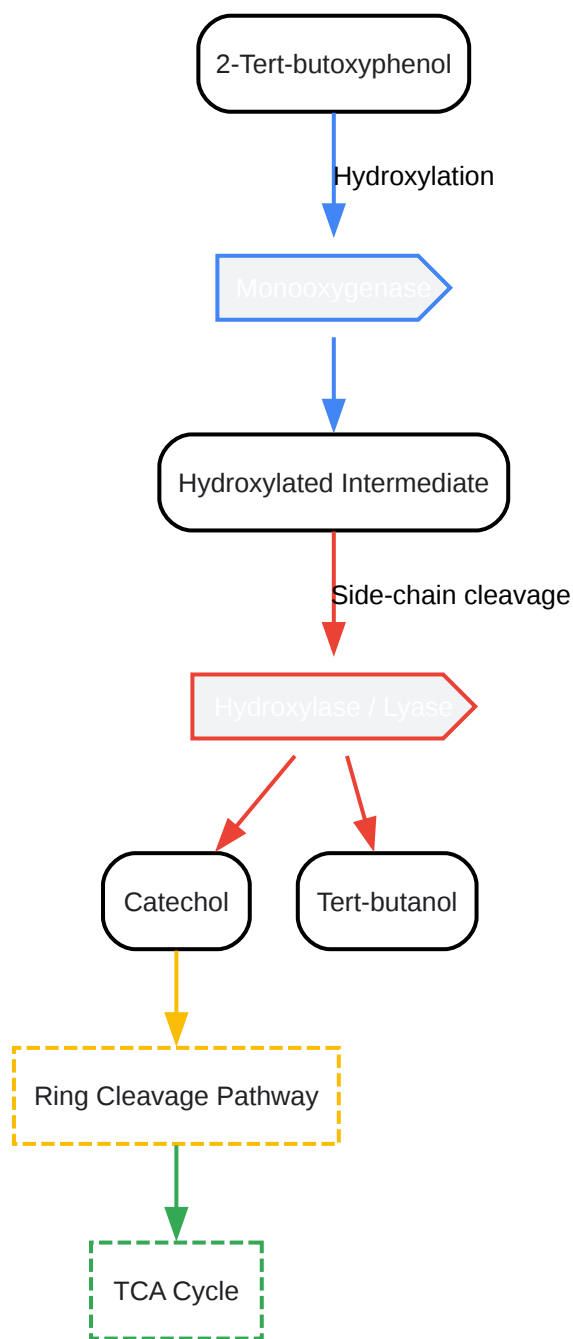 2-Tert-butoxyphenol
Hydroxylation
Monooxygenase
Hydroxylated Intermediate
Side-chain cleavage
Hydroxylase / Lyase
Catechol
Tert-butanol
Ring Cleavage Pathway
TCA Cycle